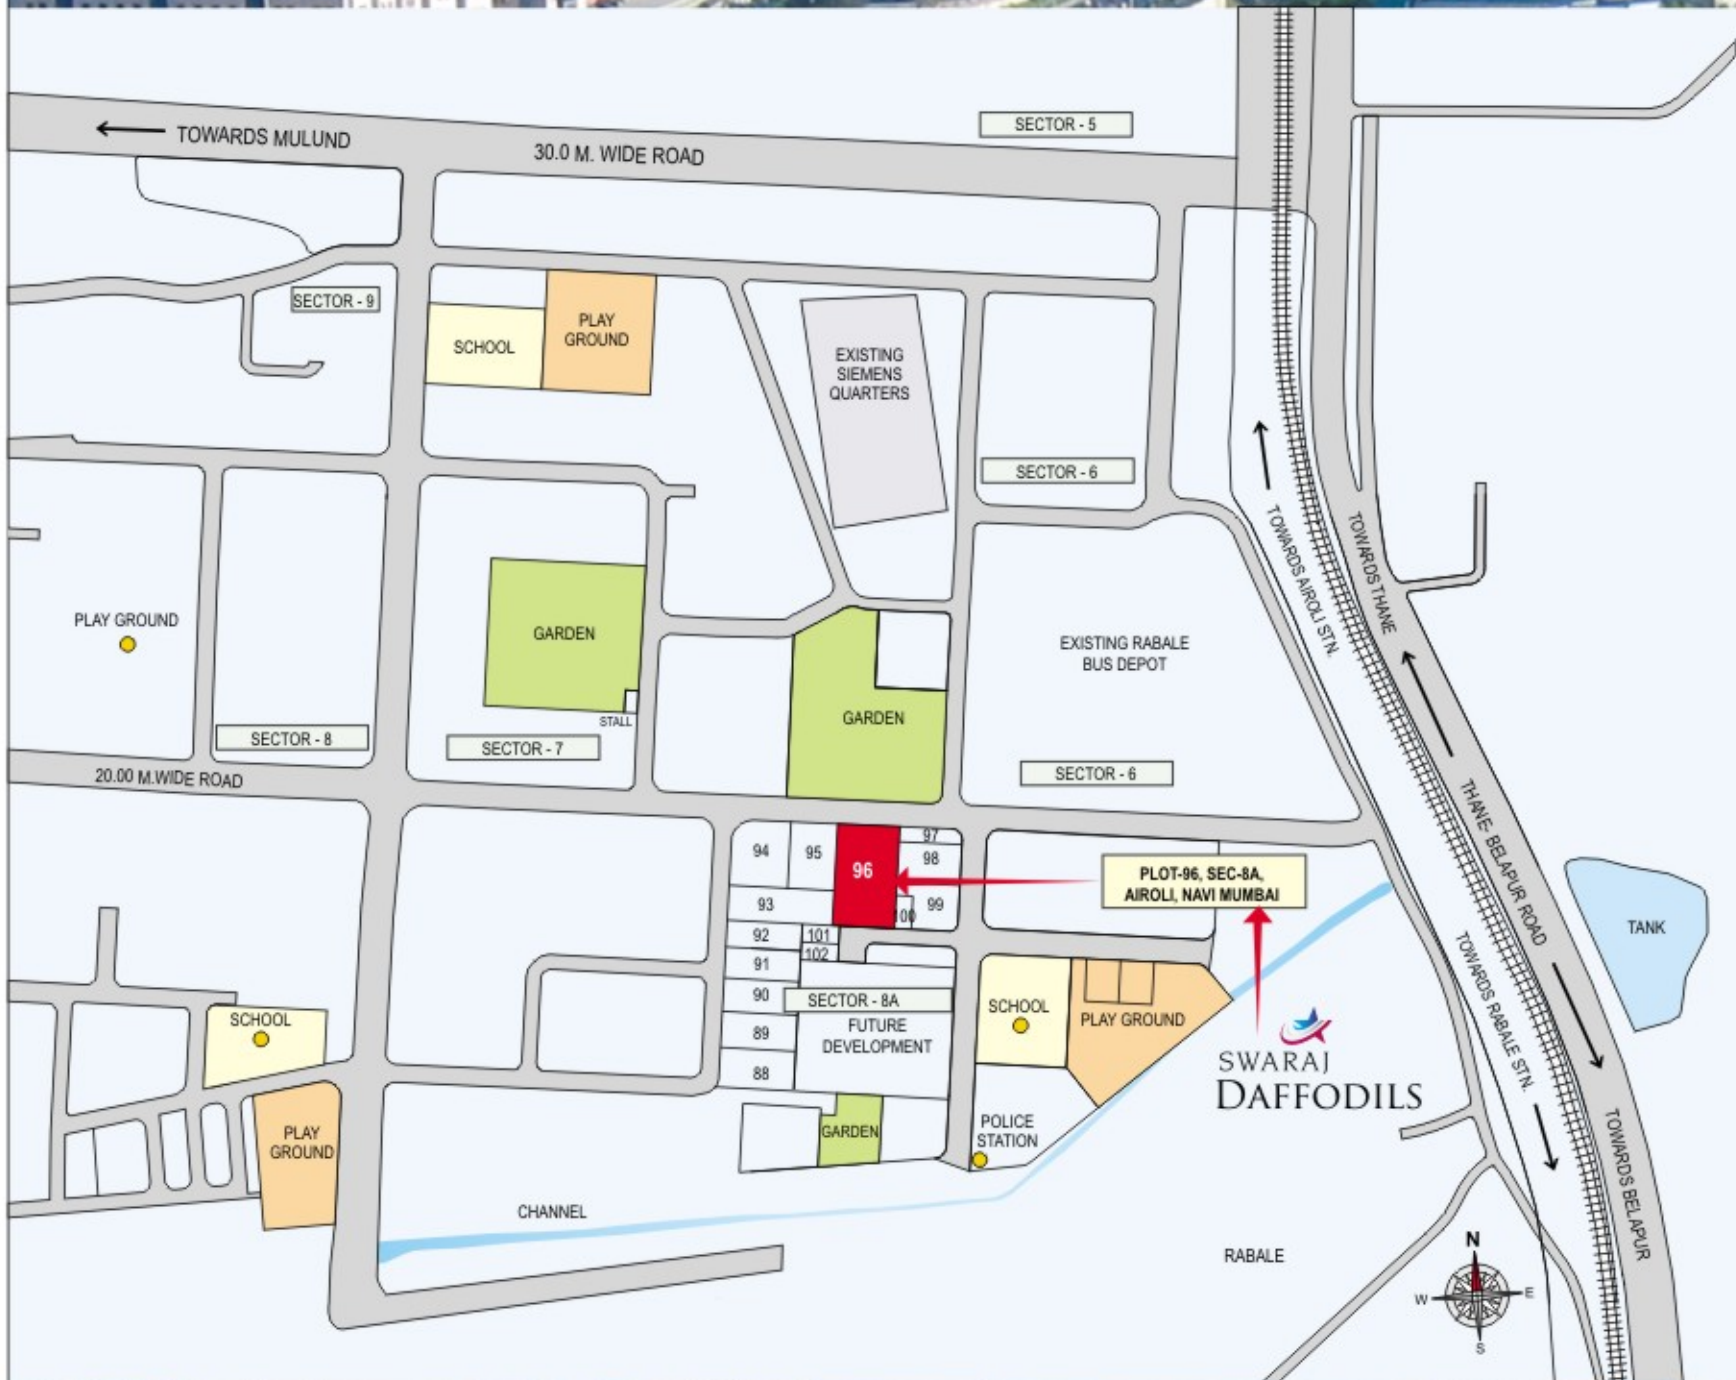 SECTOR - 5
TOWARDS MULUND
30.0 M. WIDE ROAD
SECTOR - 9
SCHOOL
PLAY
GROUND
EXISTING
SIEMENS
QUARTERS
SECTOR - 6
TOWARDS AIROLI STN.
TOWARDS THANE
PLAY GROUND
GARDEN
STALL
EXISTING RABALE
BUS DEPOT
GARDEN
SECTOR - 8
SECTOR - 7
SECTOR - 6
20.00 M.WIDE ROAD
THANE- BELAPUR ROAD
94
95
96
97
98
99
100
93
92
101
102
91
90
89
88
PLOT-96, SEC-8A,
AIROLI, NAVI MUMBAI
TANK
TOWARDS RABALE STN.
SECTOR - 8A
FUTURE
DEVELOPMENT
SCHOOL
PLAY GROUND
SCHOOL
SWARAJ
DAFFODILS
PLAY
GROUND
GARDEN
POLICE
STATION
TOWARDS BELAPUR
CHANNEL
RABALE
N
W
E
S